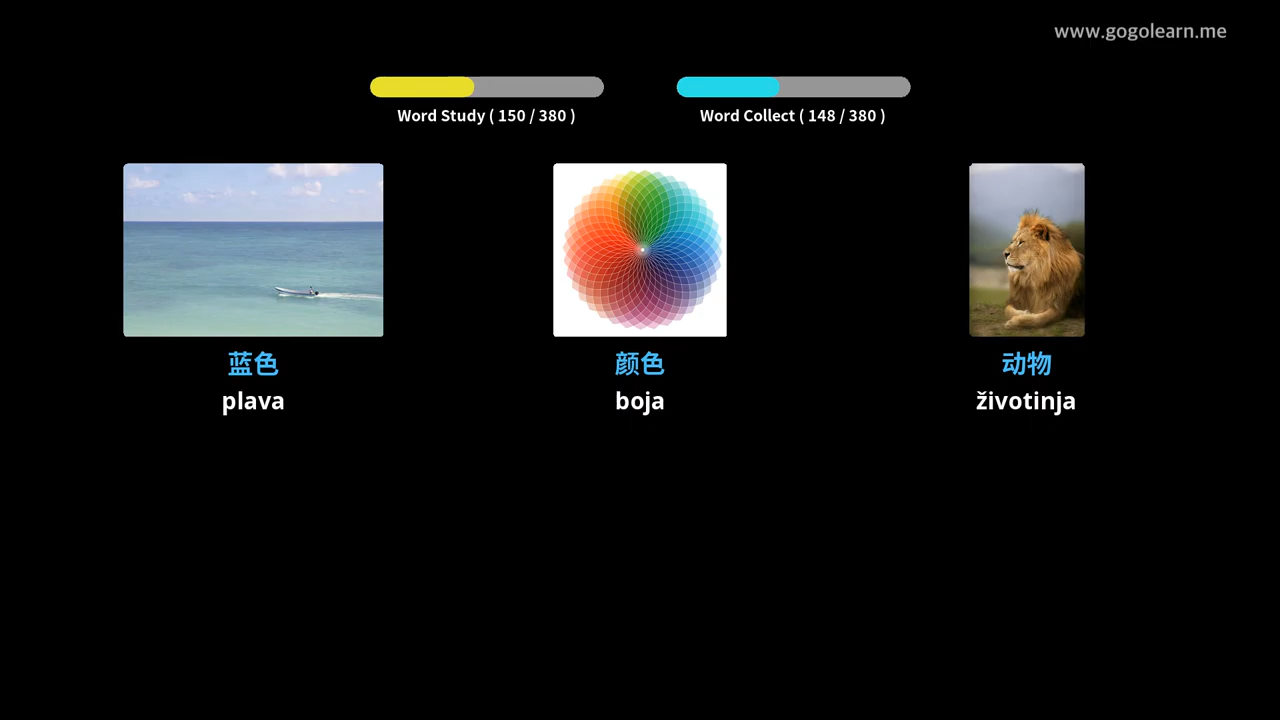 www.gogolearn.me
Word Study ( 150 / 380 )
Word Collect ( 148 / 380 )
蓝色
颜色
动物
plava
boja
životinja